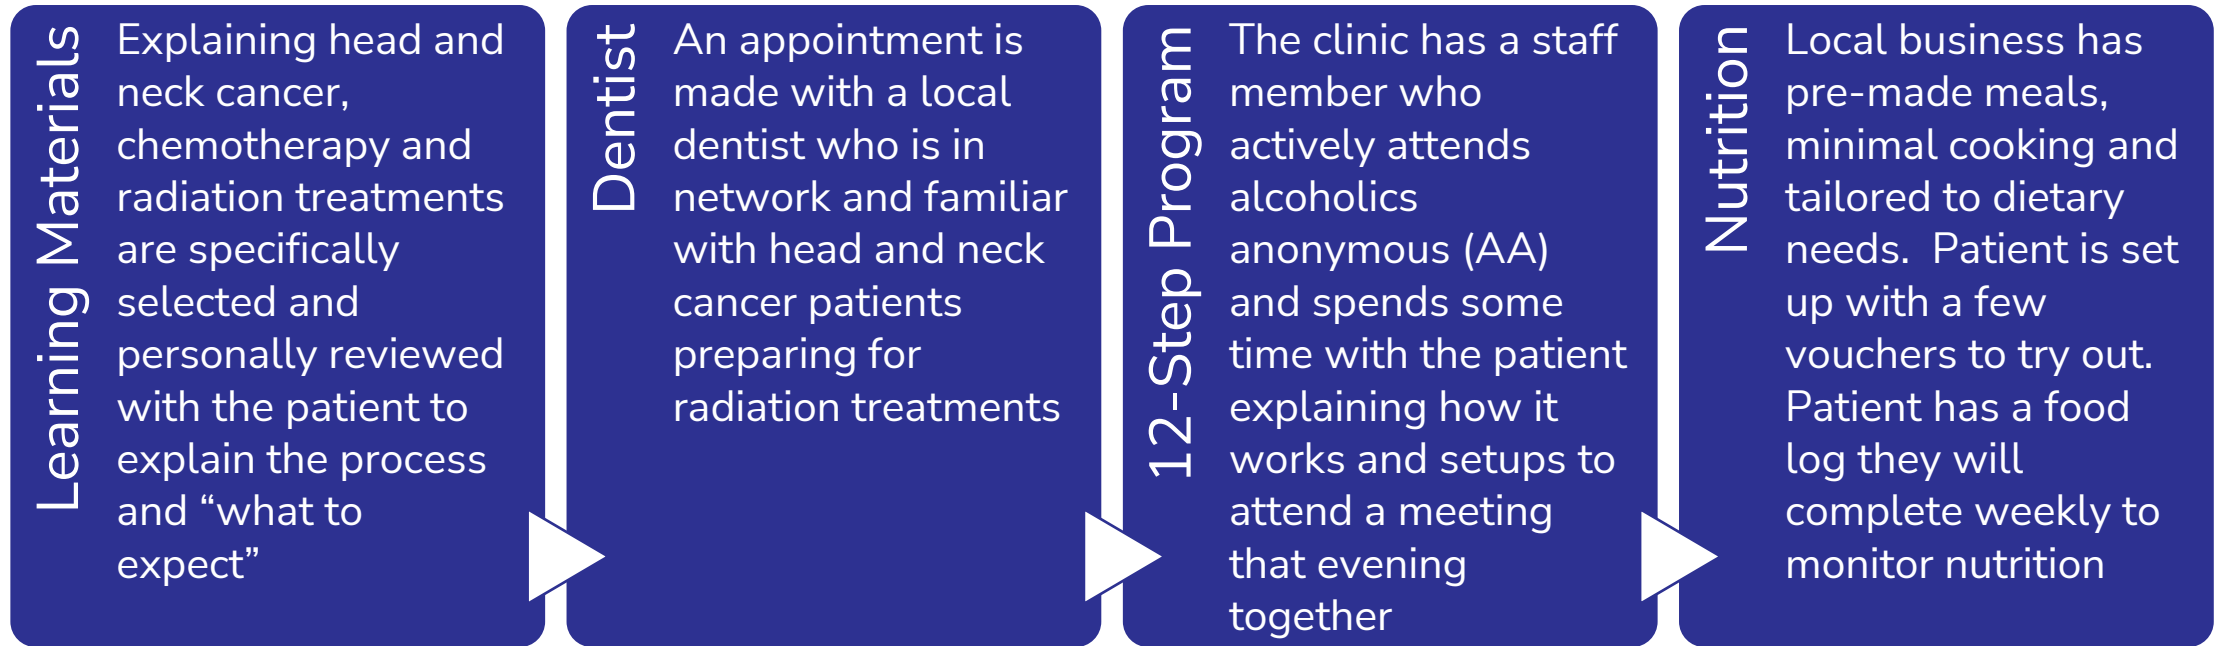 Learning Materials
Explaining head and
neck cancer,
chemotherapy and
radiation treatments
are specifically
selected and
personally reviewed
with the patient to
explain the process
and “what to
expect”
Dentist
An appointment is
made with a local
dentist who is in
network and familiar
with head and neck
cancer patients
preparing for
radiation treatments
12-Step Program
The clinic has a staff
member who
actively attends
alcoholics
anonymous (AA)
and spends some
time with the patient
explaining how it
works and setups to
attend a meeting
that evening
together
Nutrition
Local business has
pre-made meals,
minimal cooking and
tailored to dietary
needs.  Patient is set
up with a few
vouchers to try out.
Patient has a food
log they will
complete weekly to
monitor nutrition